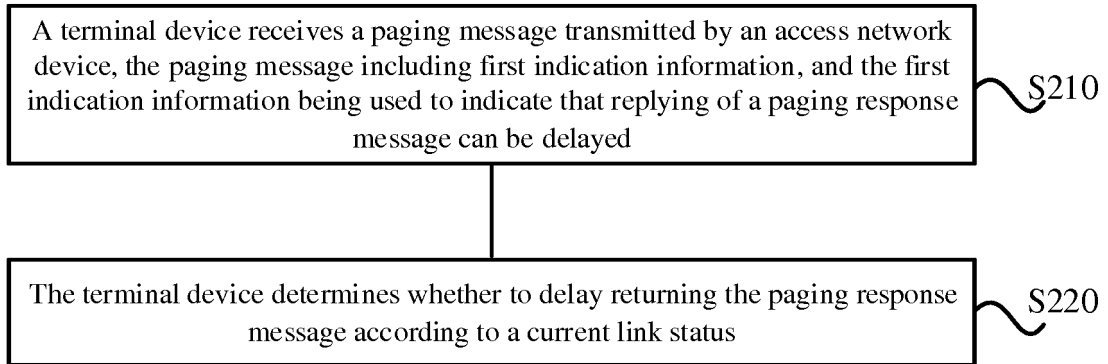 A terminal device receives a paging message transmitted by an access network
device, the paging message including first indication information, and the first
indication information being used to indicate that replying of a paging response
message can be delayed
S210
The terminal device determines whether to delay returning the paging response
message according to a current link status
S220